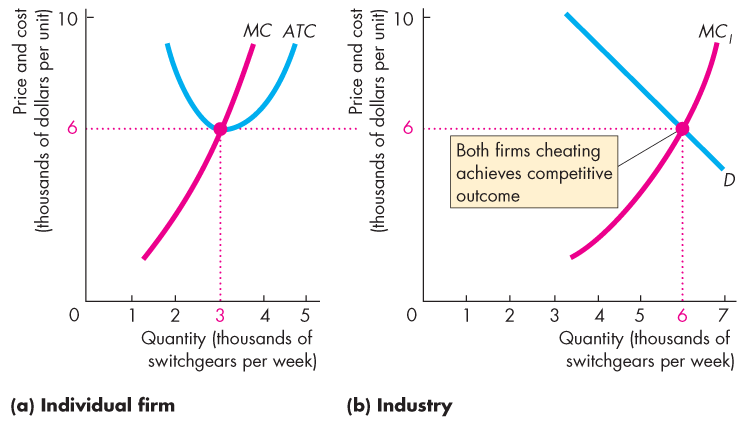 Price and cost
(thousands of dollars per unit)
10
6
MC ATC
0 1 2 3 4 5
Quantity (thousands of
switchgears per week)
(a) Individual firm
Price and cost
(thousands of dollars per unit)
10
6
MCI
Both firms cheating
achieves competitive
outcome
D
0 1 2 3 4 5 6 7
Quantity (thousands of
switchgears per week)
(b) Industry